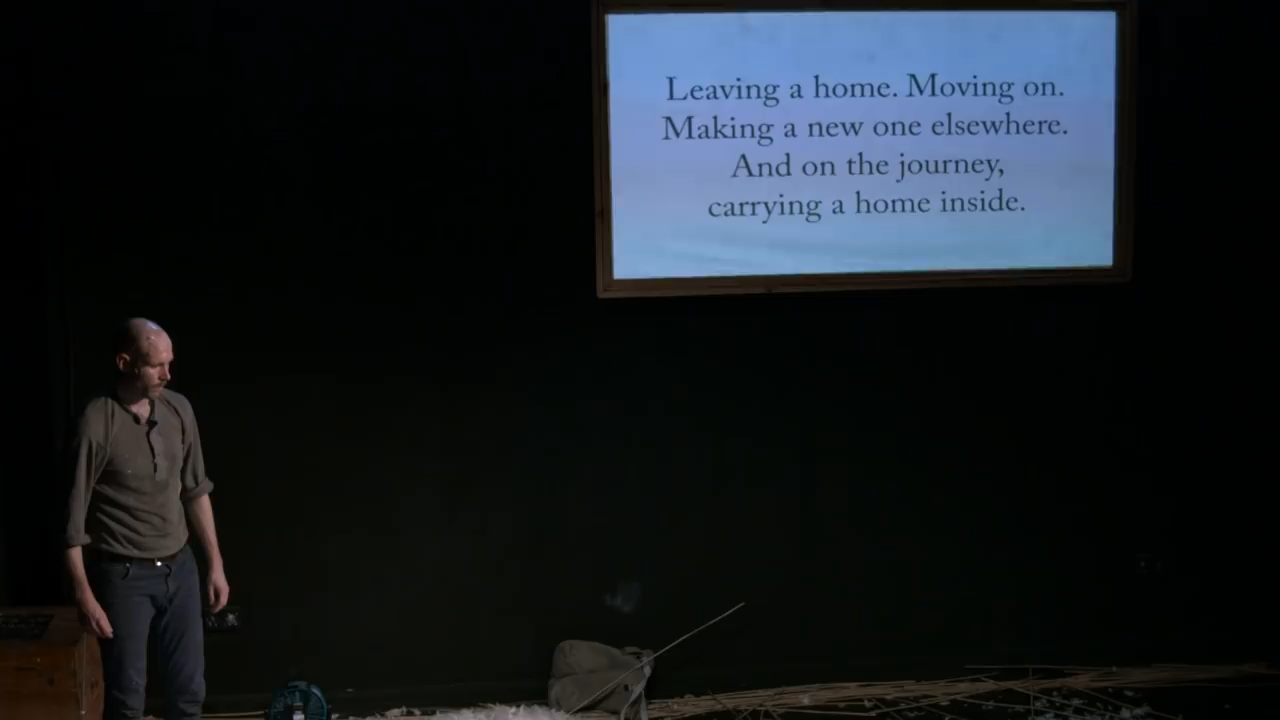 Leaving a home. Moving on.
Making a new one elsewhere.
And on the journey,
carrying a home inside.